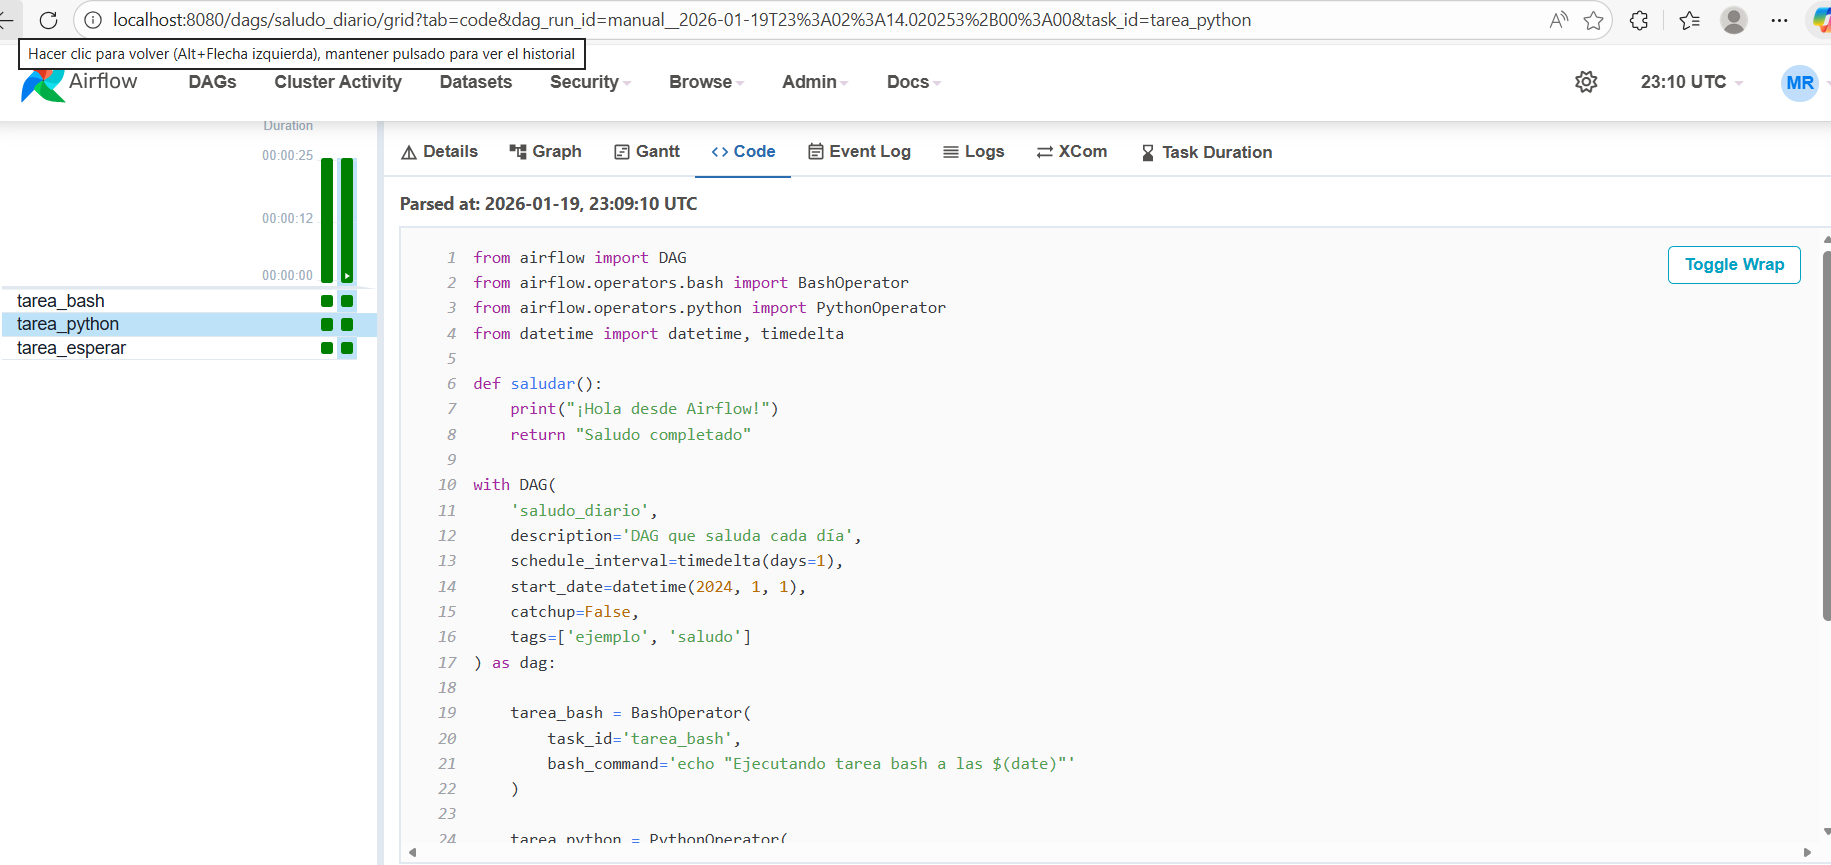 localhost:8080/dags/saludo_diario/grid?tab=code&dag_run_id=manual__2026-01-19T23%3A02%3A14.020253%2B00%3A00&task_id=tarea_python
Hacer clic para volver (Alt+Flecha izquierda), mantener pulsado para ver el historial
Airflow DAGs Cluster Activity Datasets Security Browse Admin Docs 23:10 UTC MR
Duration
00:00:25
00:00:12
00:00:00
tarea_bash
tarea_python
tarea_esperar
Details Graph Gantt <> Code Event Log Logs XCom Task Duration
Parsed at: 2026-01-19, 23:09:10 UTC
Toggle Wrap
1 from airflow import DAG
2 from airflow.operators.bash import BashOperator
3 from airflow.operators.python import PythonOperator
4 from datetime import datetime, timedelta
5
6 def saludar():
7     print("¡Hola desde Airflow!")
8     return "Saludo completado"
9
10 with DAG(
11     'saludo_diario',
12     description='DAG que saluda cada día',
13     schedule_interval=timedelta(days=1),
14     start_date=datetime(2024, 1, 1),
15     catchup=False,
16     tags=['ejemplo', 'saludo']
17 ) as dag:
18
19     tarea_bash = BashOperator(
20         task_id='tarea_bash',
21         bash_command='echo "Ejecutando tarea bash a las $(date)"'
22     )
23
24     tarea_python = PythonOperator(